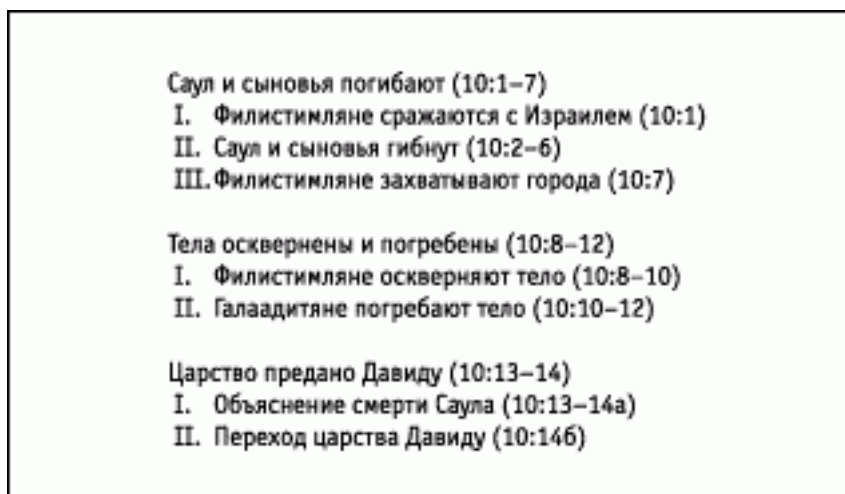 Саул и сыновья погибают (10:1–7)
I. Филистимляне сражаются с Израилем (10:1)
II. Саул и сыновья гибнут (10:2–6)
III. Филистимляне захватывают города (10:7)
Тела осквернены и погребены (10:8–12)
I. Филистимляне оскверняют тело (10:8–10)
II. Галаадитяне погребают тело (10:10–12)
Царство предано Давиду (10:13–14)
I. Объяснение смерти Саула (10:13–14а)
II. Переход царства Давиду (10:14б)